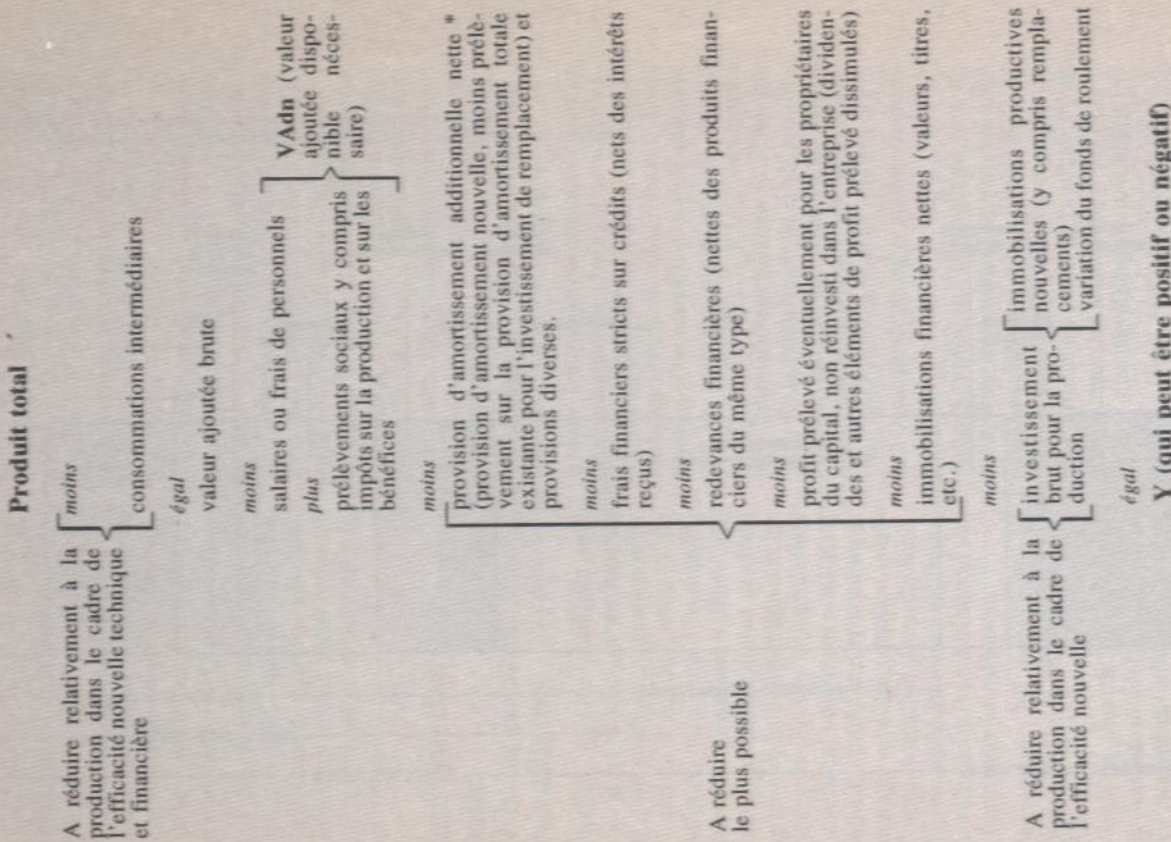 Produit total
A réduire relativement à la
production dans le cadre de
l'efficacité nouvelle technique
et financière
moins
consommations intermédiaires
égal
valeur ajoutée brute
moins
salaires ou frais de personnels
plus
prélèvements sociaux y compris
impôts sur la production et sur les
bénéfices
VAdn (valeur
ajoutée dispo-
nible néces-
saire)
moins
A réduire
le plus possible
provision d'amortissement additionnelle nette *
(provision d'amortissement nouvelle, moins prélè-
vement sur la provision d'amortissement totale
existante pour l'investissement de remplacement) et
provisions diverses.
moins
frais financiers stricts sur crédits (nets des intérêts
reçus)
moins
redevances financières (nettes des produits finan-
ciers du même type)
moins
profit prélevé éventuellement pour les propriétaires
du capital, non réinvesti dans l'entreprise (dividen-
des et autres éléments de profit prélevé dissimulés)
moins
immobilisations financières nettes (valeurs, titres,
etc.)
moins
A réduire relativement à la
production dans le cadre de
l'efficacité nouvelle
investissement
brut pour la pro-
duction
immobilisations productives
nouvelles (y compris rempla-
cements)
variation du fonds de roulement
égal
Y (qui peut être positif ou négatif)